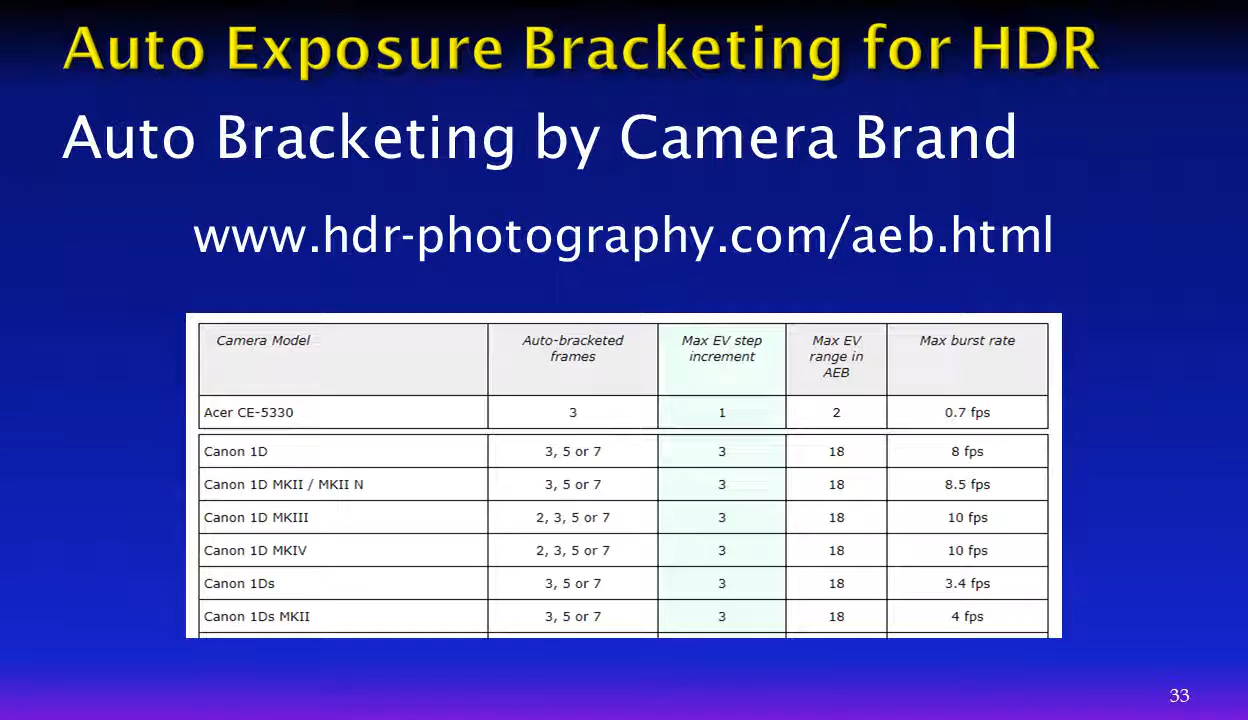 Auto Exposure Bracketing for HDR
Auto Bracketing by Camera Brand
www.hdr-photography.com/aeb.html
Camera Model Auto-bracketed frames Max EV step increment Max EV range in AEB Max burst rate
Acer CE-5330 3 1 2 0.7 fps
Canon 1D 3, 5 or 7 3 18 8 fps
Canon 1D MKII / MKII N 3, 5 or 7 3 18 8.5 fps
Canon 1D MKIII 2, 3, 5 or 7 3 18 10 fps
Canon 1D MKIV 2, 3, 5 or 7 3 18 10 fps
Canon 1Ds 3, 5 or 7 3 18 3.4 fps
Canon 1Ds MKII 3, 5 or 7 3 18 4 fps
33